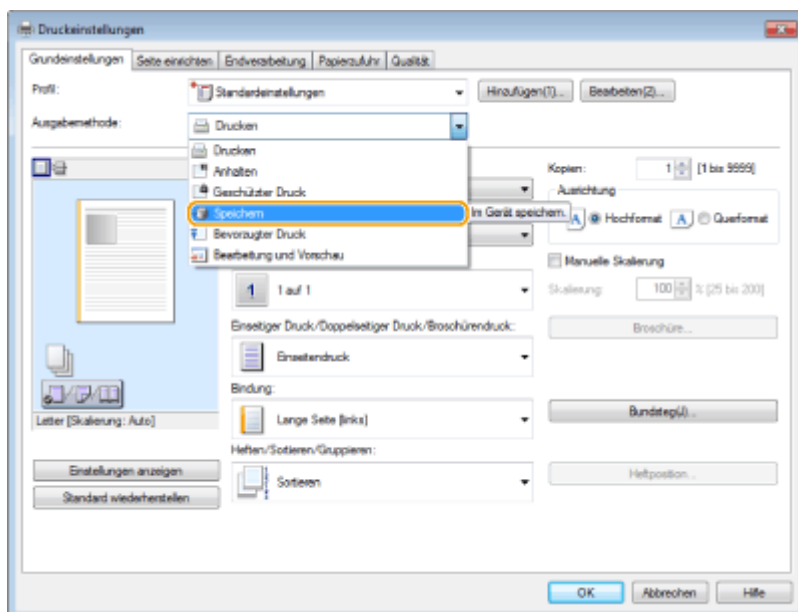 Druckeinstellungen
Grundeinstellungen Seite einrichten Endverarbeitung Papierzufuhr Qualität
Profil: Standardeinstellungen Hinzufügen(1)... Bearbeiten(2)...
Ausgabemethode: Drucken
Drucken
Anhalten
Geschützter Druck
Speichern
Im Gerät speichern.
Bevorzugter Druck
Bearbeitung und Vorschau
Kopien: 1 [1 bis 9999]
Ausrichtung
A Hochformat A Querformat
Manuelle Skalierung
Skalierung: 100 % [25 bis 200]
1 1 auf 1
Einseitiger Druck/Doppelseitiger Druck/Broschürendruck:
Einseitendruck
Broschüre...
Bindung:
Lange Seite [links]
Bundsteg(J)...
Letter [Skalierung: Auto]
Heften/Sortieren/Gruppieren:
Sortieren
Heftposition...
Einstellungen anzeigen
Standard wiederherstellen
OK Abbrechen Hilfe